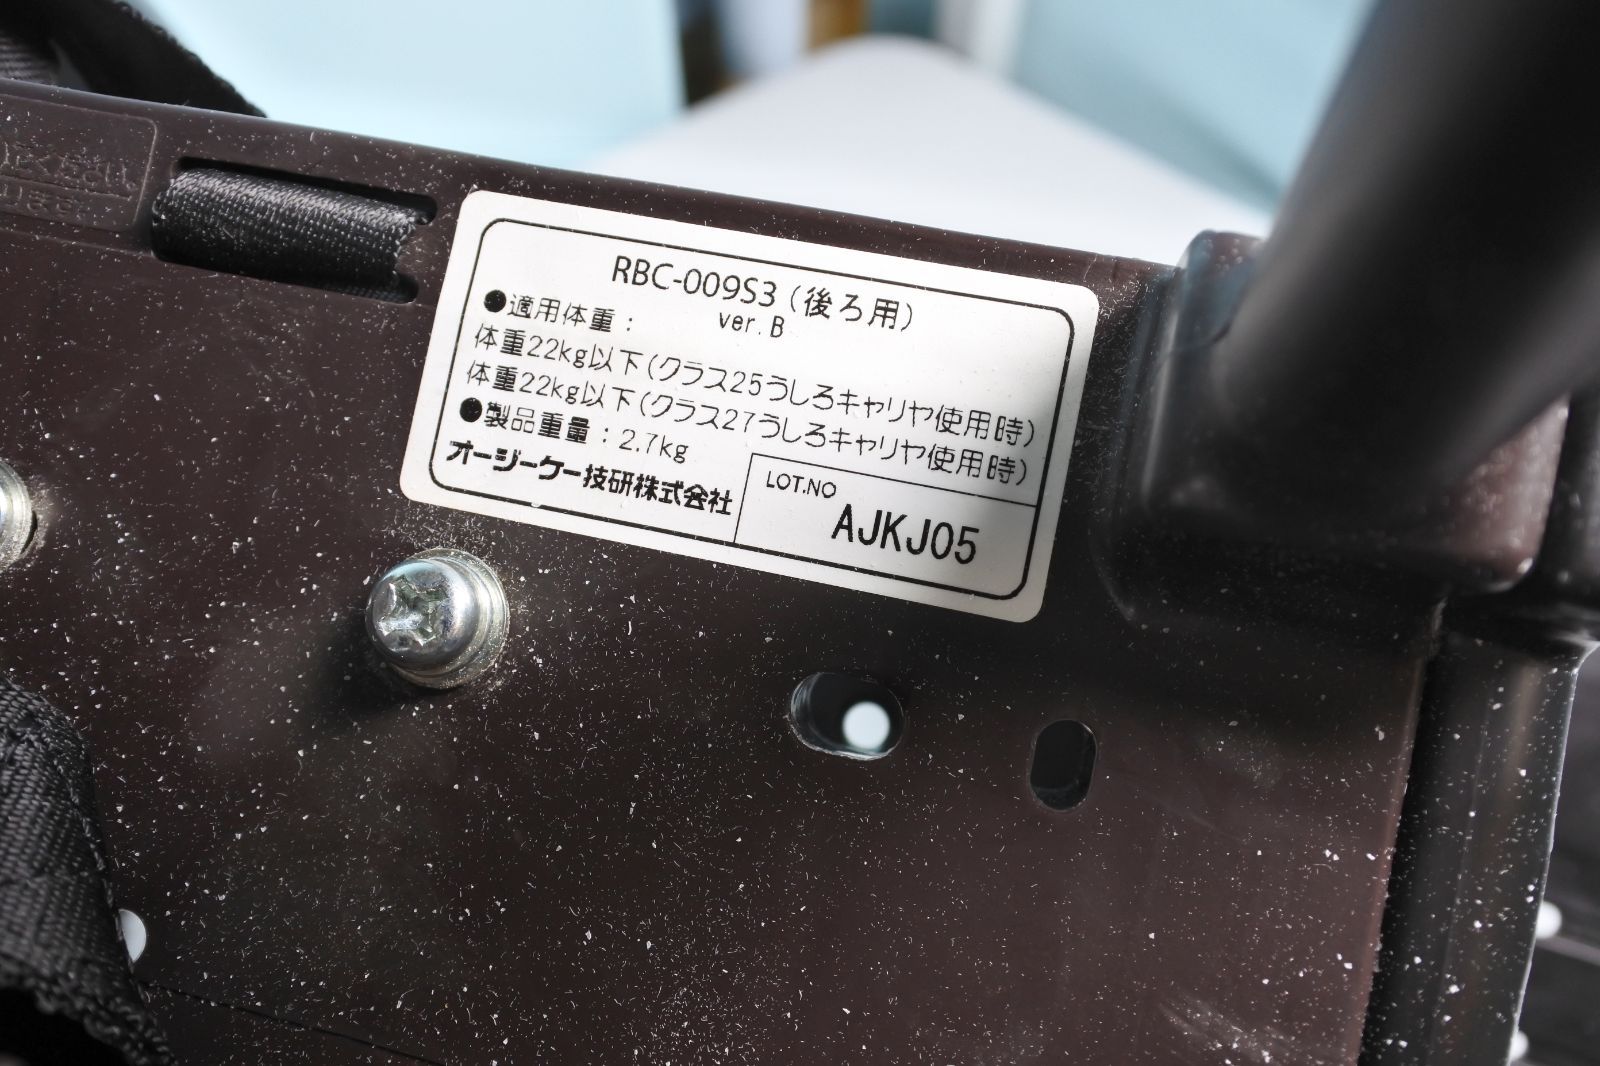 RBC-009S3(後ろ用)
ver.B
●適用体重:
体重22kg以下(クラス25うしろキャリヤ使用時)
体重22kg以下(クラス27うしろキャリヤ使用時)
●製品重量:2.7kg
オージーケー技研株式会社
LOT.NO
AJKJ05